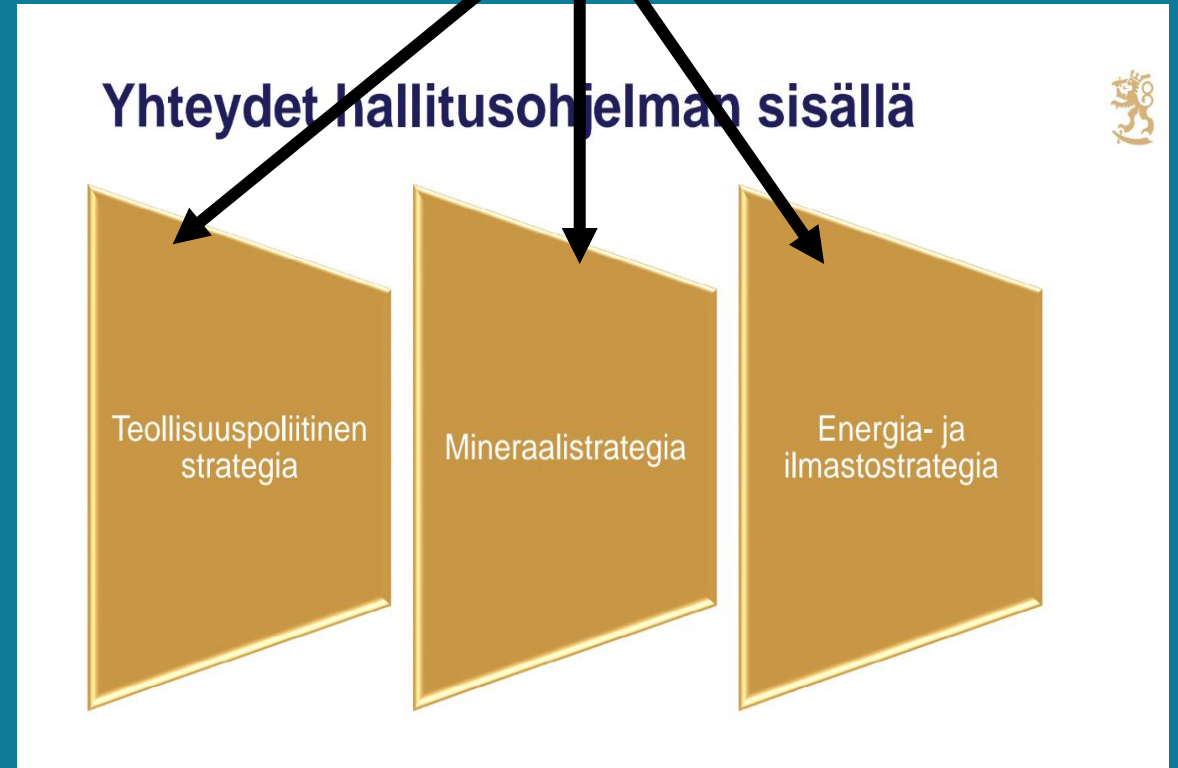 Yhteydet hallitusohjelman sisällä
Teollisuuspoliitinen
strategia
Mineraalistrategia
Energia- ja
ilmastostrategia